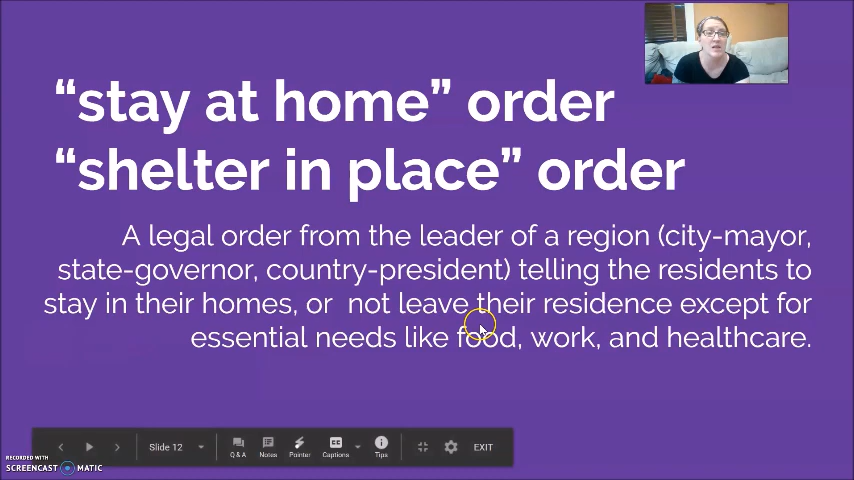 “stay at home” order
“shelter in place” order
A legal order from the leader of a region (city-mayor,
state-governor, country-president) telling the residents to
stay in their homes, or not leave their residence except for
essential needs like food, work, and healthcare.
Slide 12
Q & A
Notes
Pointer
Captions
Tips
EXIT
RECORDED WITH
SCREENCAST MATIC